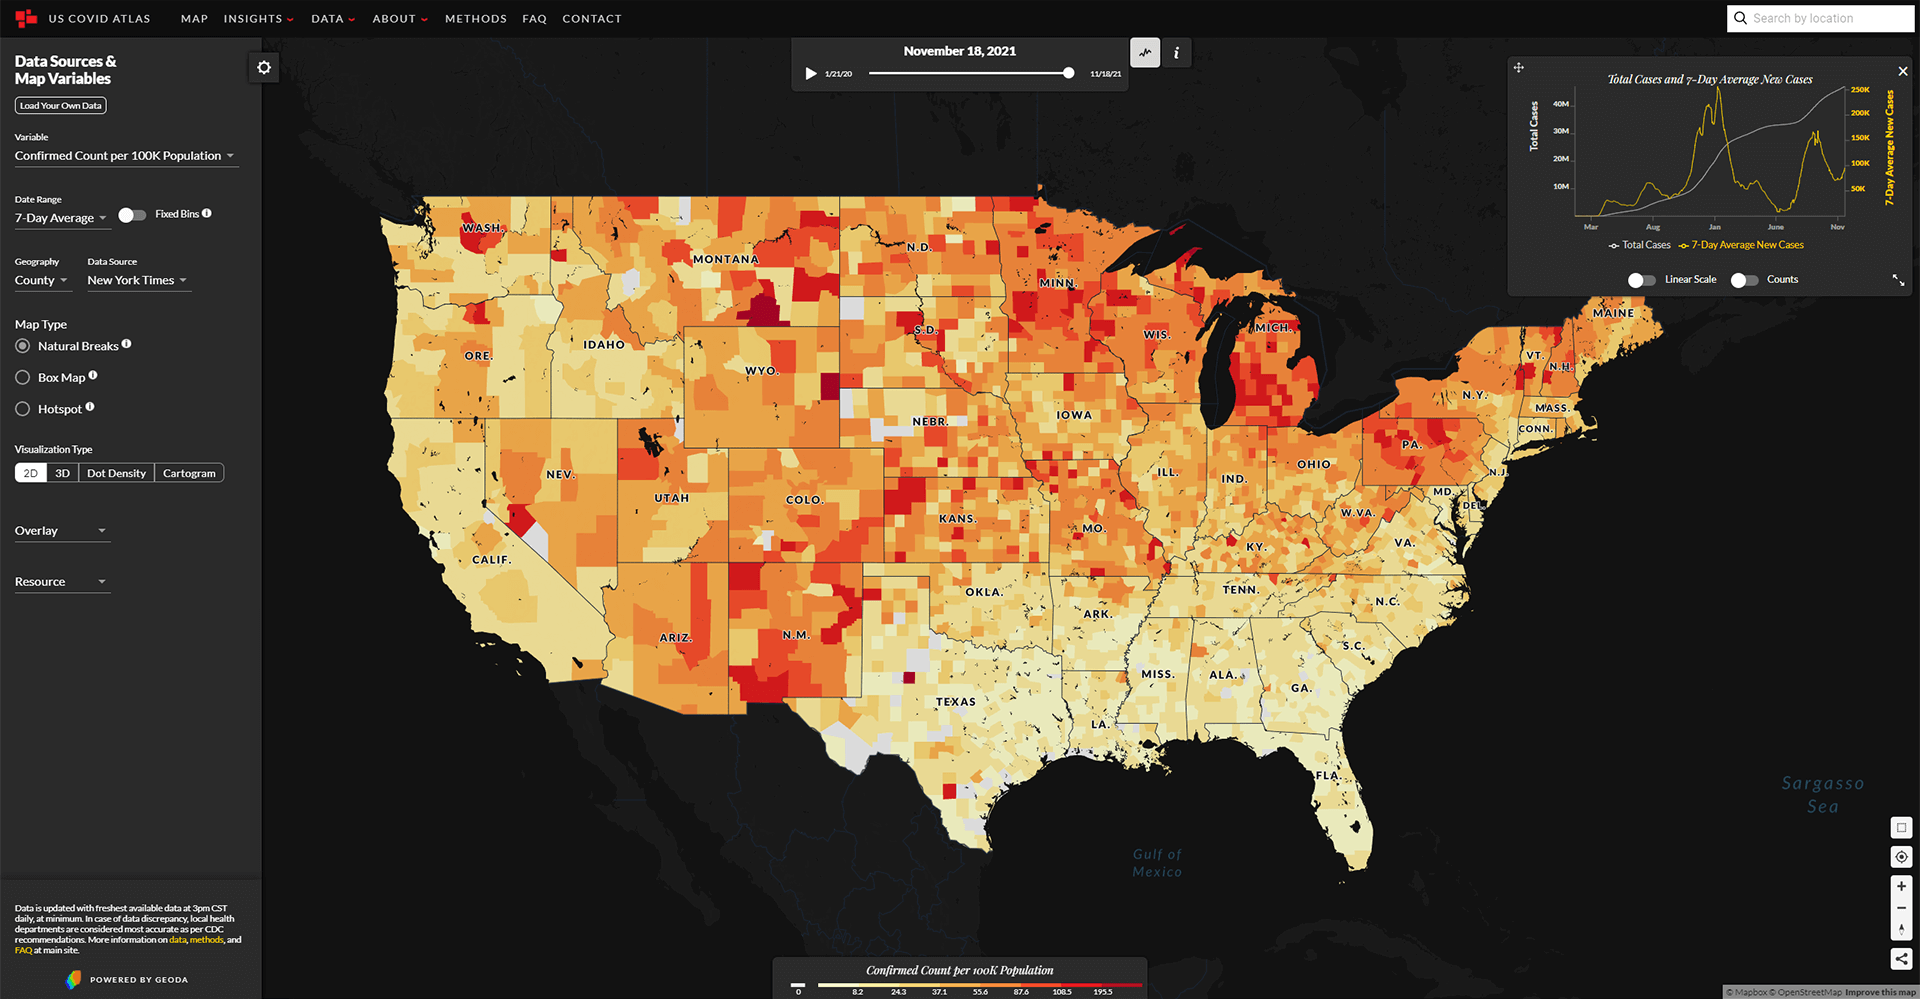 US COVID ATLAS
MAP
INSIGHTS
DATA
ABOUT
METHODS
FAQ
CONTACT
Search by location
Data Sources &
Map Variables
Load Your Own Data
Variable
Confirmed Count per 100K Population
Date Range
7-Day Average
Fixed Bins
Geography
Data Source
County
New York Times
Map Type
Natural Breaks
Box Map
Hotspot
Visualization Type
2D
3D
Dot Density
Cartogram
Overlay
Resource
Data is updated with freshest available data at 3pm CST
daily, at minimum. In case of data discrepancy, local health
departments are considered most accurate as per CDC
recommendations. More information on data, methods, and
FAQ at main site.
POWERED BY GEODA
November 18, 2021
1/21/20
11/18/21
i
Total Cases and 7-Day Average New Cases
Total Cases
40M
30M
20M
10M
250K
200K
150K
100K
50K
7-Day Average New Cases
Mar
Aug
Jan
June
Nov
Total Cases
7-Day Average New Cases
Linear Scale
Counts
WASH.
MONTANA
N.D.
MINN.
MAINE
ORE.
IDAHO
WYO.
S.D.
WIS.
MICH.
VT.
N.H.
N.Y.
MASS.
CONN.
IOWA
NEBR.
PA.
N.J.
NEV.
UTAH
COLO.
ILL.
IND.
OHIO
MD.
DEL.
KANS.
MO.
W.VA.
KY.
VA.
CALIF.
OKLA.
ARK.
TENN.
N.C.
ARIZ.
N.M.
S.C.
TEXAS
MISS.
ALA.
GA.
LA.
FLA.
Sargasso
Sea
Gulf of
Mexico
Confirmed Count per 100K Population
0
8.2
24.3
37.1
55.6
87.6
108.5
195.5
© Mapbox © OpenStreetMap Improve this map